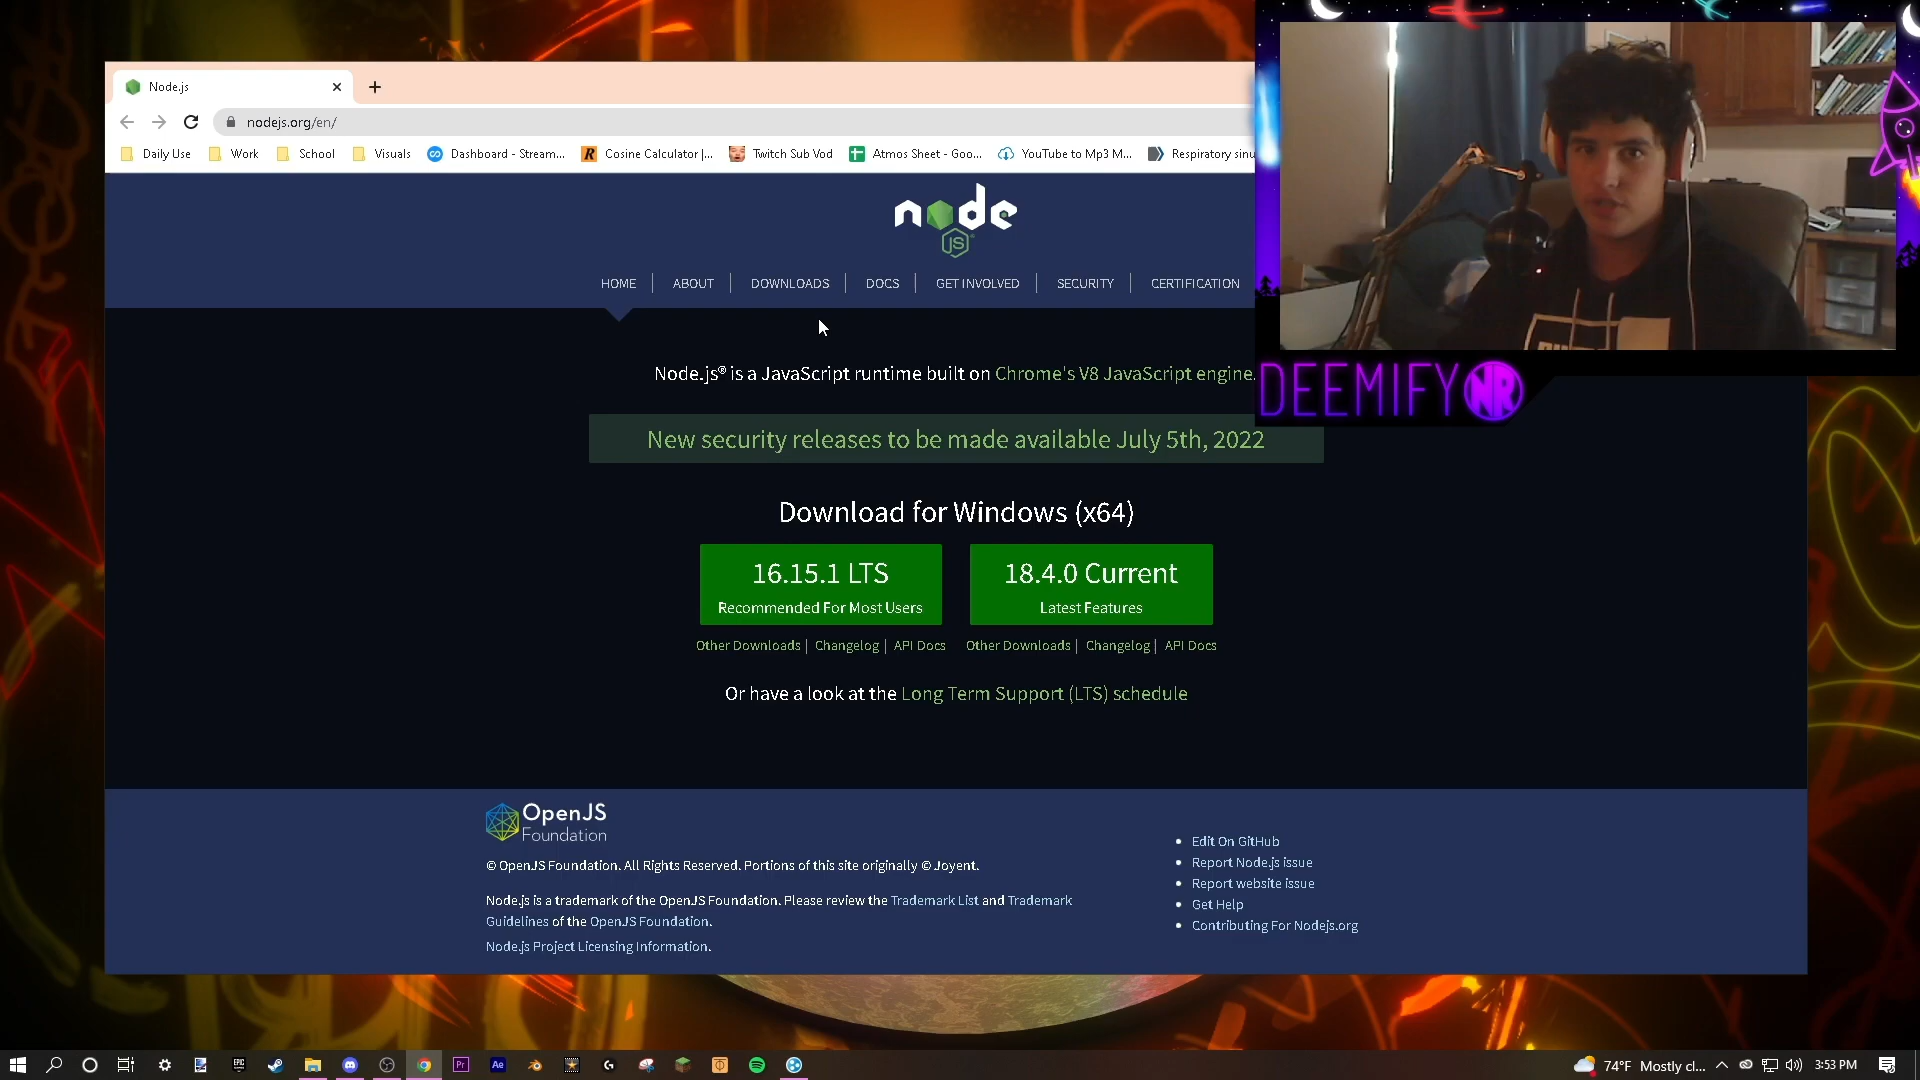 Node.js
nodejs.org/en/
Daily Use
Work
School
Visuals
Dashboard - Stream...
Cosine Calculator |...
Twitch Sub Vod
Atmos Sheet - Goo...
YouTube to Mp3 M...
Respiratory sinu
node
JS
HOME
ABOUT
DOWNLOADS
DOCS
GET INVOLVED
SECURITY
CERTIFICATION
Node.js® is a JavaScript runtime built on Chrome's V8 JavaScript engine.
DEEMIFY NR
New security releases to be made available July 5th, 2022
Download for Windows (x64)
16.15.1 LTS
Recommended For Most Users
18.4.0 Current
Latest Features
Other Downloads | Changelog | API Docs
Other Downloads | Changelog | API Docs
Or have a look at the Long Term Support (LTS) schedule
OpenJS
Foundation
© OpenJS Foundation. All Rights Reserved. Portions of this site originally © Joyent.
Node.js is a trademark of the OpenJS Foundation. Please review the Trademark List and Trademark
Guidelines of the OpenJS Foundation.
Node.js Project Licensing Information.
Edit On GitHub
Report Node.js issue
Report website issue
Get Help
Contributing For Nodejs.org
EPIC
Pr
Ae
74°F Mostly cl...
3:53 PM